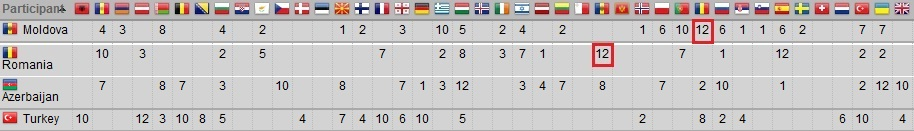 Participant
Moldova 4 3 8 4 2 1 2 3 10 5 2 4 2 1 6 10 12 6 1 1 6 2 7 7
Romania 10 3 2 5 7 2 8 3 7 1 12 7 1 12 2 2
Azerbaijan 7 8 7 3 10 8 1 3 12 3 4 7 8 7 2 1 2 12 10
Turkey 10 12 3 10 8 5 4 7 4 10 6 10 5 2 8 2 4 10 6 4